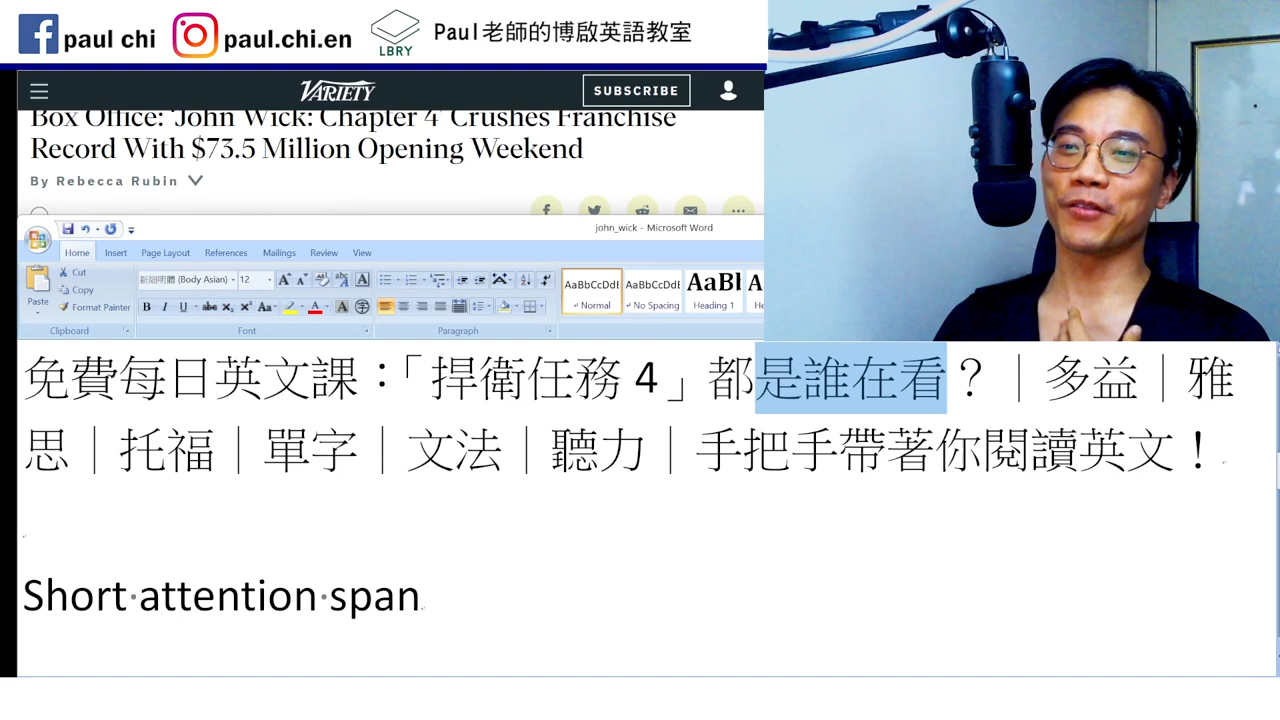 paul chi
paul.chi.en
LBRY
Paul老師的博啟英語教室
VARIETY
SUBSCRIBE
Box Office: 'John Wick: Chapter 4' Crushes Franchise
Record With $73.5 Million Opening Weekend
By Rebecca Rubin
john_wick - Microsoft Word
Home Insert Page Layout References Mailings Review View
Paste
Cut
Copy
Format Painter
Clipboard
新細明體 (Body Asian) 12
Font
Paragraph
AaBbCcDdE
Normal
AaBbCcDdE
No Spacing
AaBl
Heading 1
免費每日英文課：「捍衛任務 4」都是誰在看？｜多益｜雅
思｜托福｜單字｜文法｜聽力｜手把手帶著你閱讀英文！
Short attention span